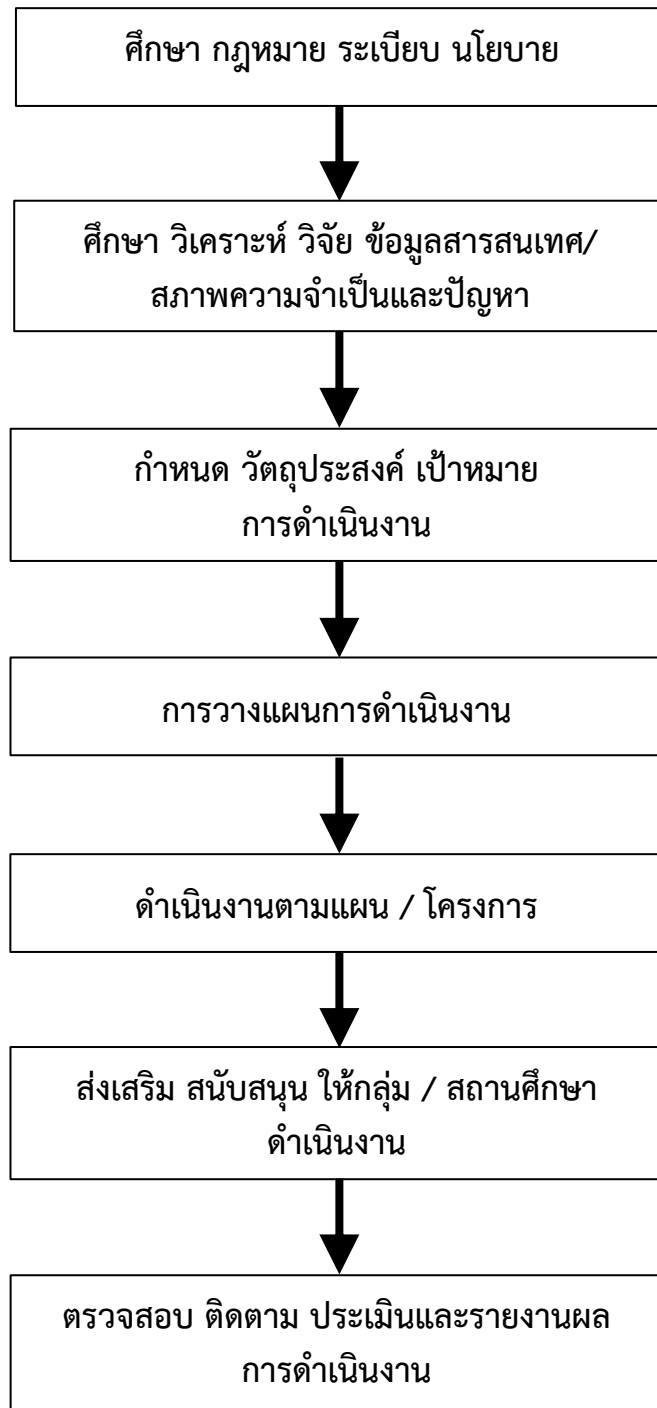 ศึกษา กฎหมาย ระเบียบ นโยบาย
ศึกษา วิเคราะห์ วิจัย ข้อมูลสารสนเทศ/
สภาพความจำเป็นและปัญหา
กำหนด วัตถุประสงค์ เป้าหมาย
การดำเนินงาน
การวางแผนการดำเนินงาน
ดำเนินงานตามแผน / โครงการ
ส่งเสริม สนับสนุน ให้กลุ่ม / สถานศึกษา
ดำเนินงาน
ตรวจสอบ ติดตาม ประเมินและรายงานผล
การดำเนินงาน